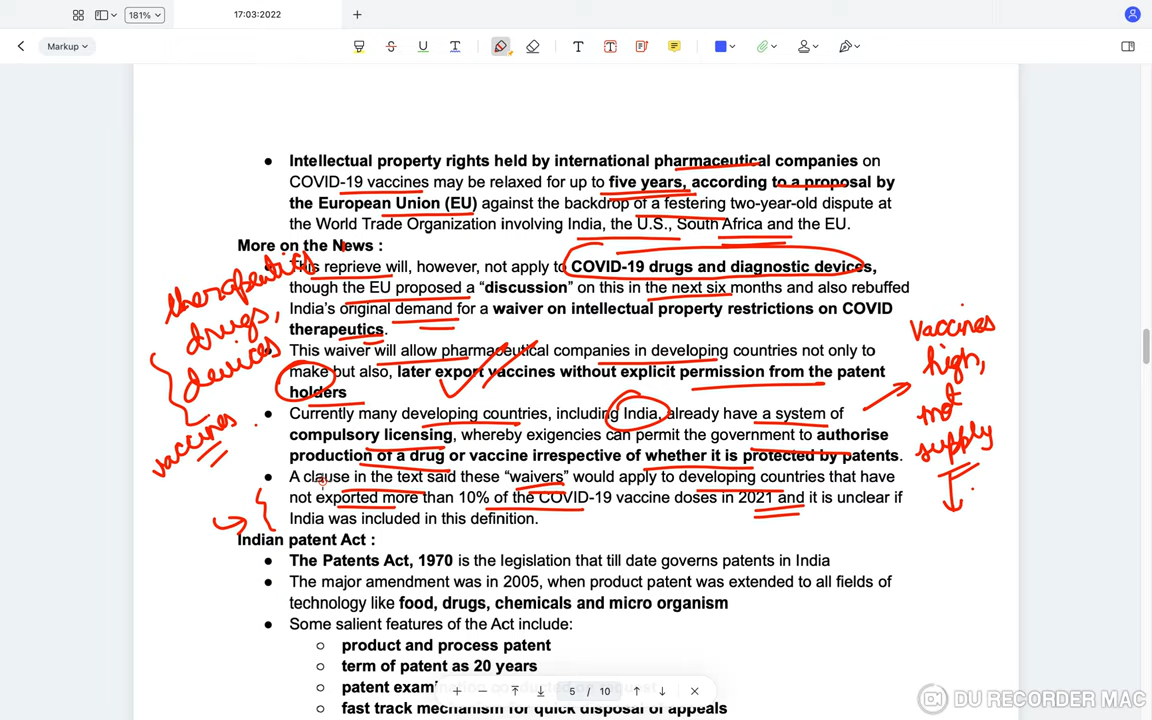 181%
17:03:2022
Markup
Intellectual property rights held by international pharmaceutical companies on
COVID-19 vaccines may be relaxed for up to five years, according to a proposal by
the European Union (EU) against the backdrop of a festering two-year-old dispute at
the World Trade Organization involving India, the U.S., South Africa and the EU.
More on the News :
This reprieve will, however, not apply to COVID-19 drugs and diagnostic devices,
though the EU proposed a “discussion” on this in the next six months and also rebuffed
India’s original demand for a waiver on intellectual property restrictions on COVID
therapeutics.
This waiver will allow pharmaceutical companies in developing countries not only to
make but also, later export vaccines without explicit permission from the patent
holders
Currently many developing countries, including India, already have a system of
compulsory licensing, whereby exigencies can permit the government to authorise
production of a drug or vaccine irrespective of whether it is protected by patents.
A clause in the text said these “waivers” would apply to developing countries that have
not exported more than 10% of the COVID-19 vaccine doses in 2021 and it is unclear if
India was included in this definition.
therapeutics
drugs,
devices
vaccines
vaccines
high,
not
supply
Indian patent Act :
The Patents Act, 1970 is the legislation that till date governs patents in India
The major amendment was in 2005, when product patent was extended to all fields of
technology like food, drugs, chemicals and micro organism
Some salient features of the Act include:
product and process patent
term of patent as 20 years
patent
fast track mechanism for quick disposal of appeals
5 / 10
DU RECORDER MAC